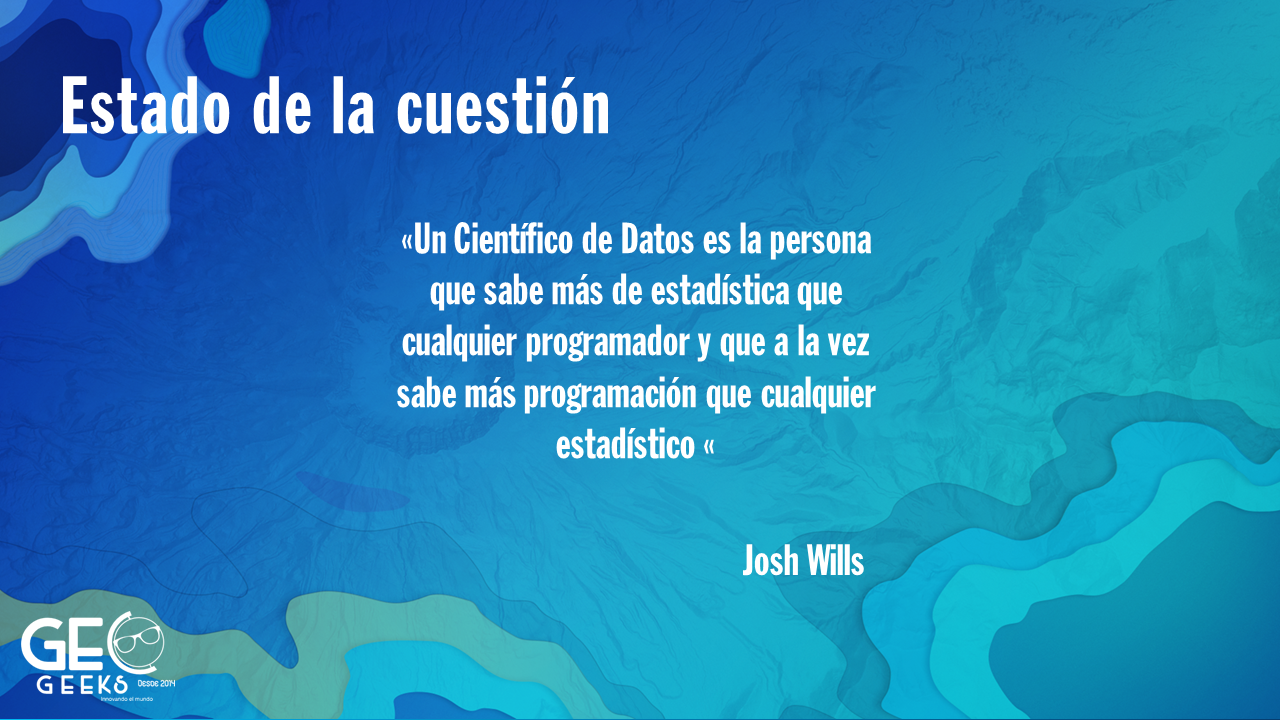 Estado de la cuestión
«Un Científico de Datos es la persona
que sabe más de estadística que
cualquier programador y que a la vez
sabe más programación que cualquier
estadístico «
Josh Wills
GEO
GEEKS Desde 2014
Innovando el mundo